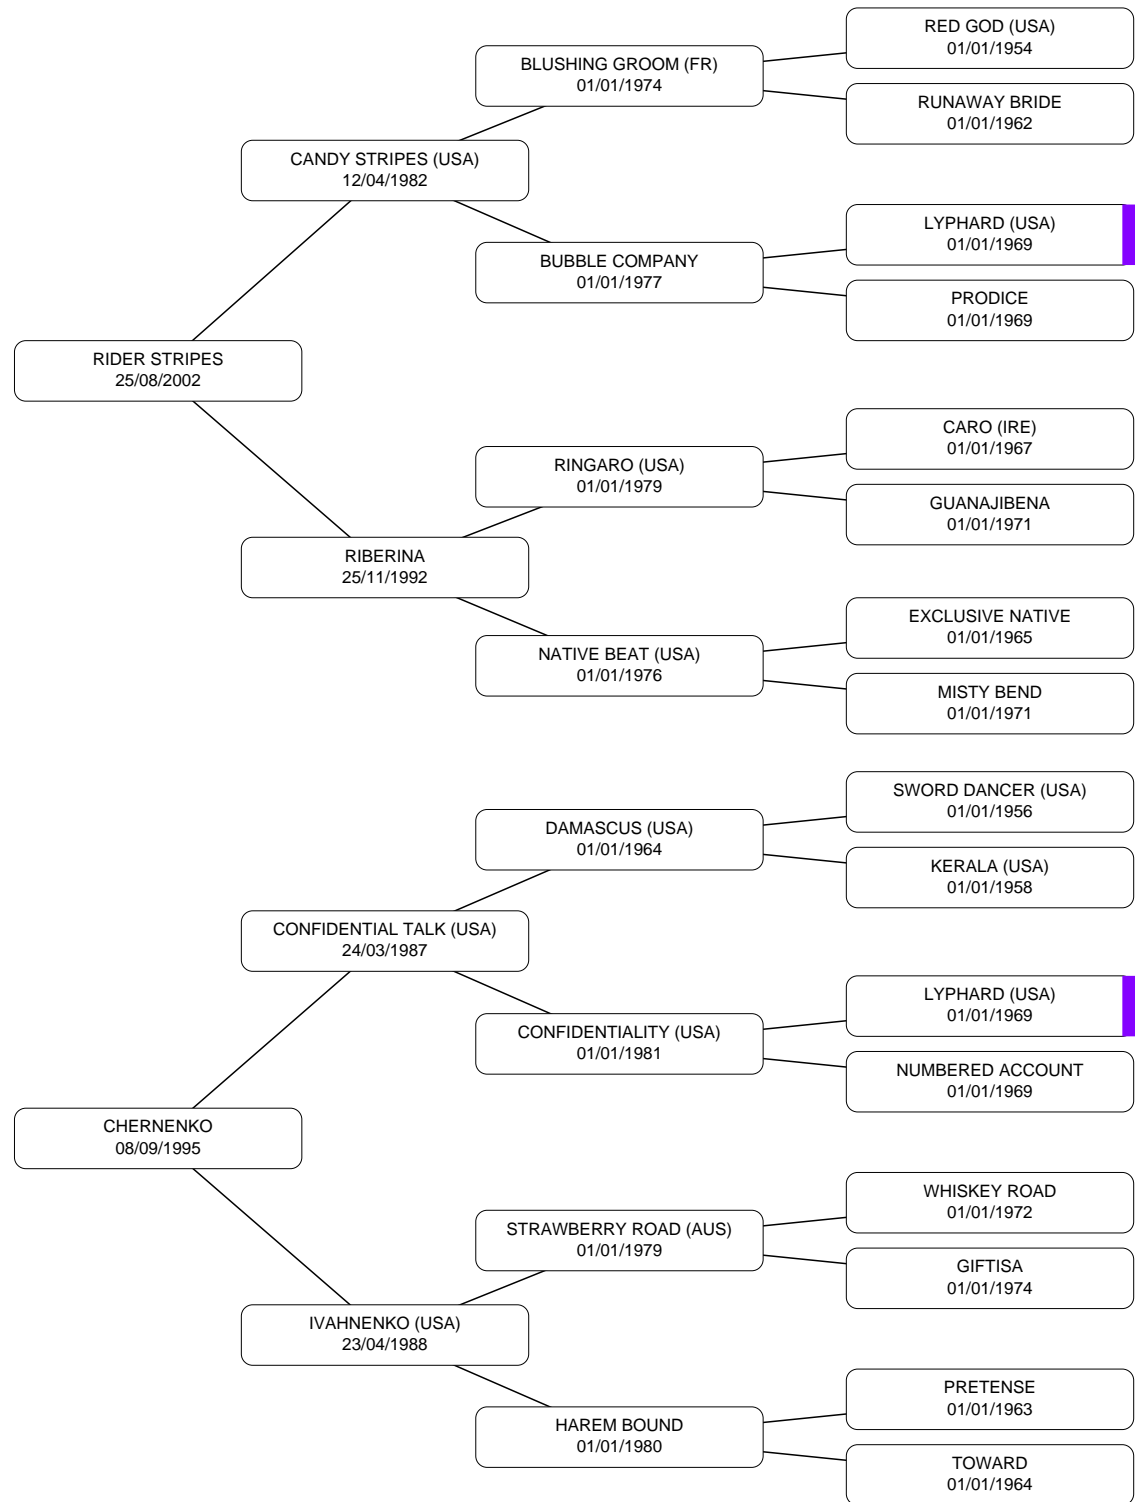 RED GOD (USA)
01/01/1954
BLUSHING GROOM (FR)
01/01/1974
RUNAWAY BRIDE
01/01/1962
CANDY STRIPES (USA)
12/04/1982
LYPHARD (USA)
01/01/1969
BUBBLE COMPANY
01/01/1977
PRODICE
01/01/1969
RIDER STRIPES
25/08/2002
CARO (IRE)
01/01/1967
RINGARO (USA)
01/01/1979
GUANAJIBENA
01/01/1971
RIBERINA
25/11/1992
EXCLUSIVE NATIVE
01/01/1965
NATIVE BEAT (USA)
01/01/1976
MISTY BEND
01/01/1971
SWORD DANCER (USA)
01/01/1956
DAMASCUS (USA)
01/01/1964
KERALA (USA)
01/01/1958
CONFIDENTIAL TALK (USA)
24/03/1987
LYPHARD (USA)
01/01/1969
CONFIDENTIALITY (USA)
01/01/1981
NUMBERED ACCOUNT
01/01/1969
CHERNENKO
08/09/1995
WHISKEY ROAD
01/01/1972
STRAWBERRY ROAD (AUS)
01/01/1979
GIFTISA
01/01/1974
IVAHNENKO (USA)
23/04/1988
PRETENSE
01/01/1963
HAREM BOUND
01/01/1980
TOWARD
01/01/1964